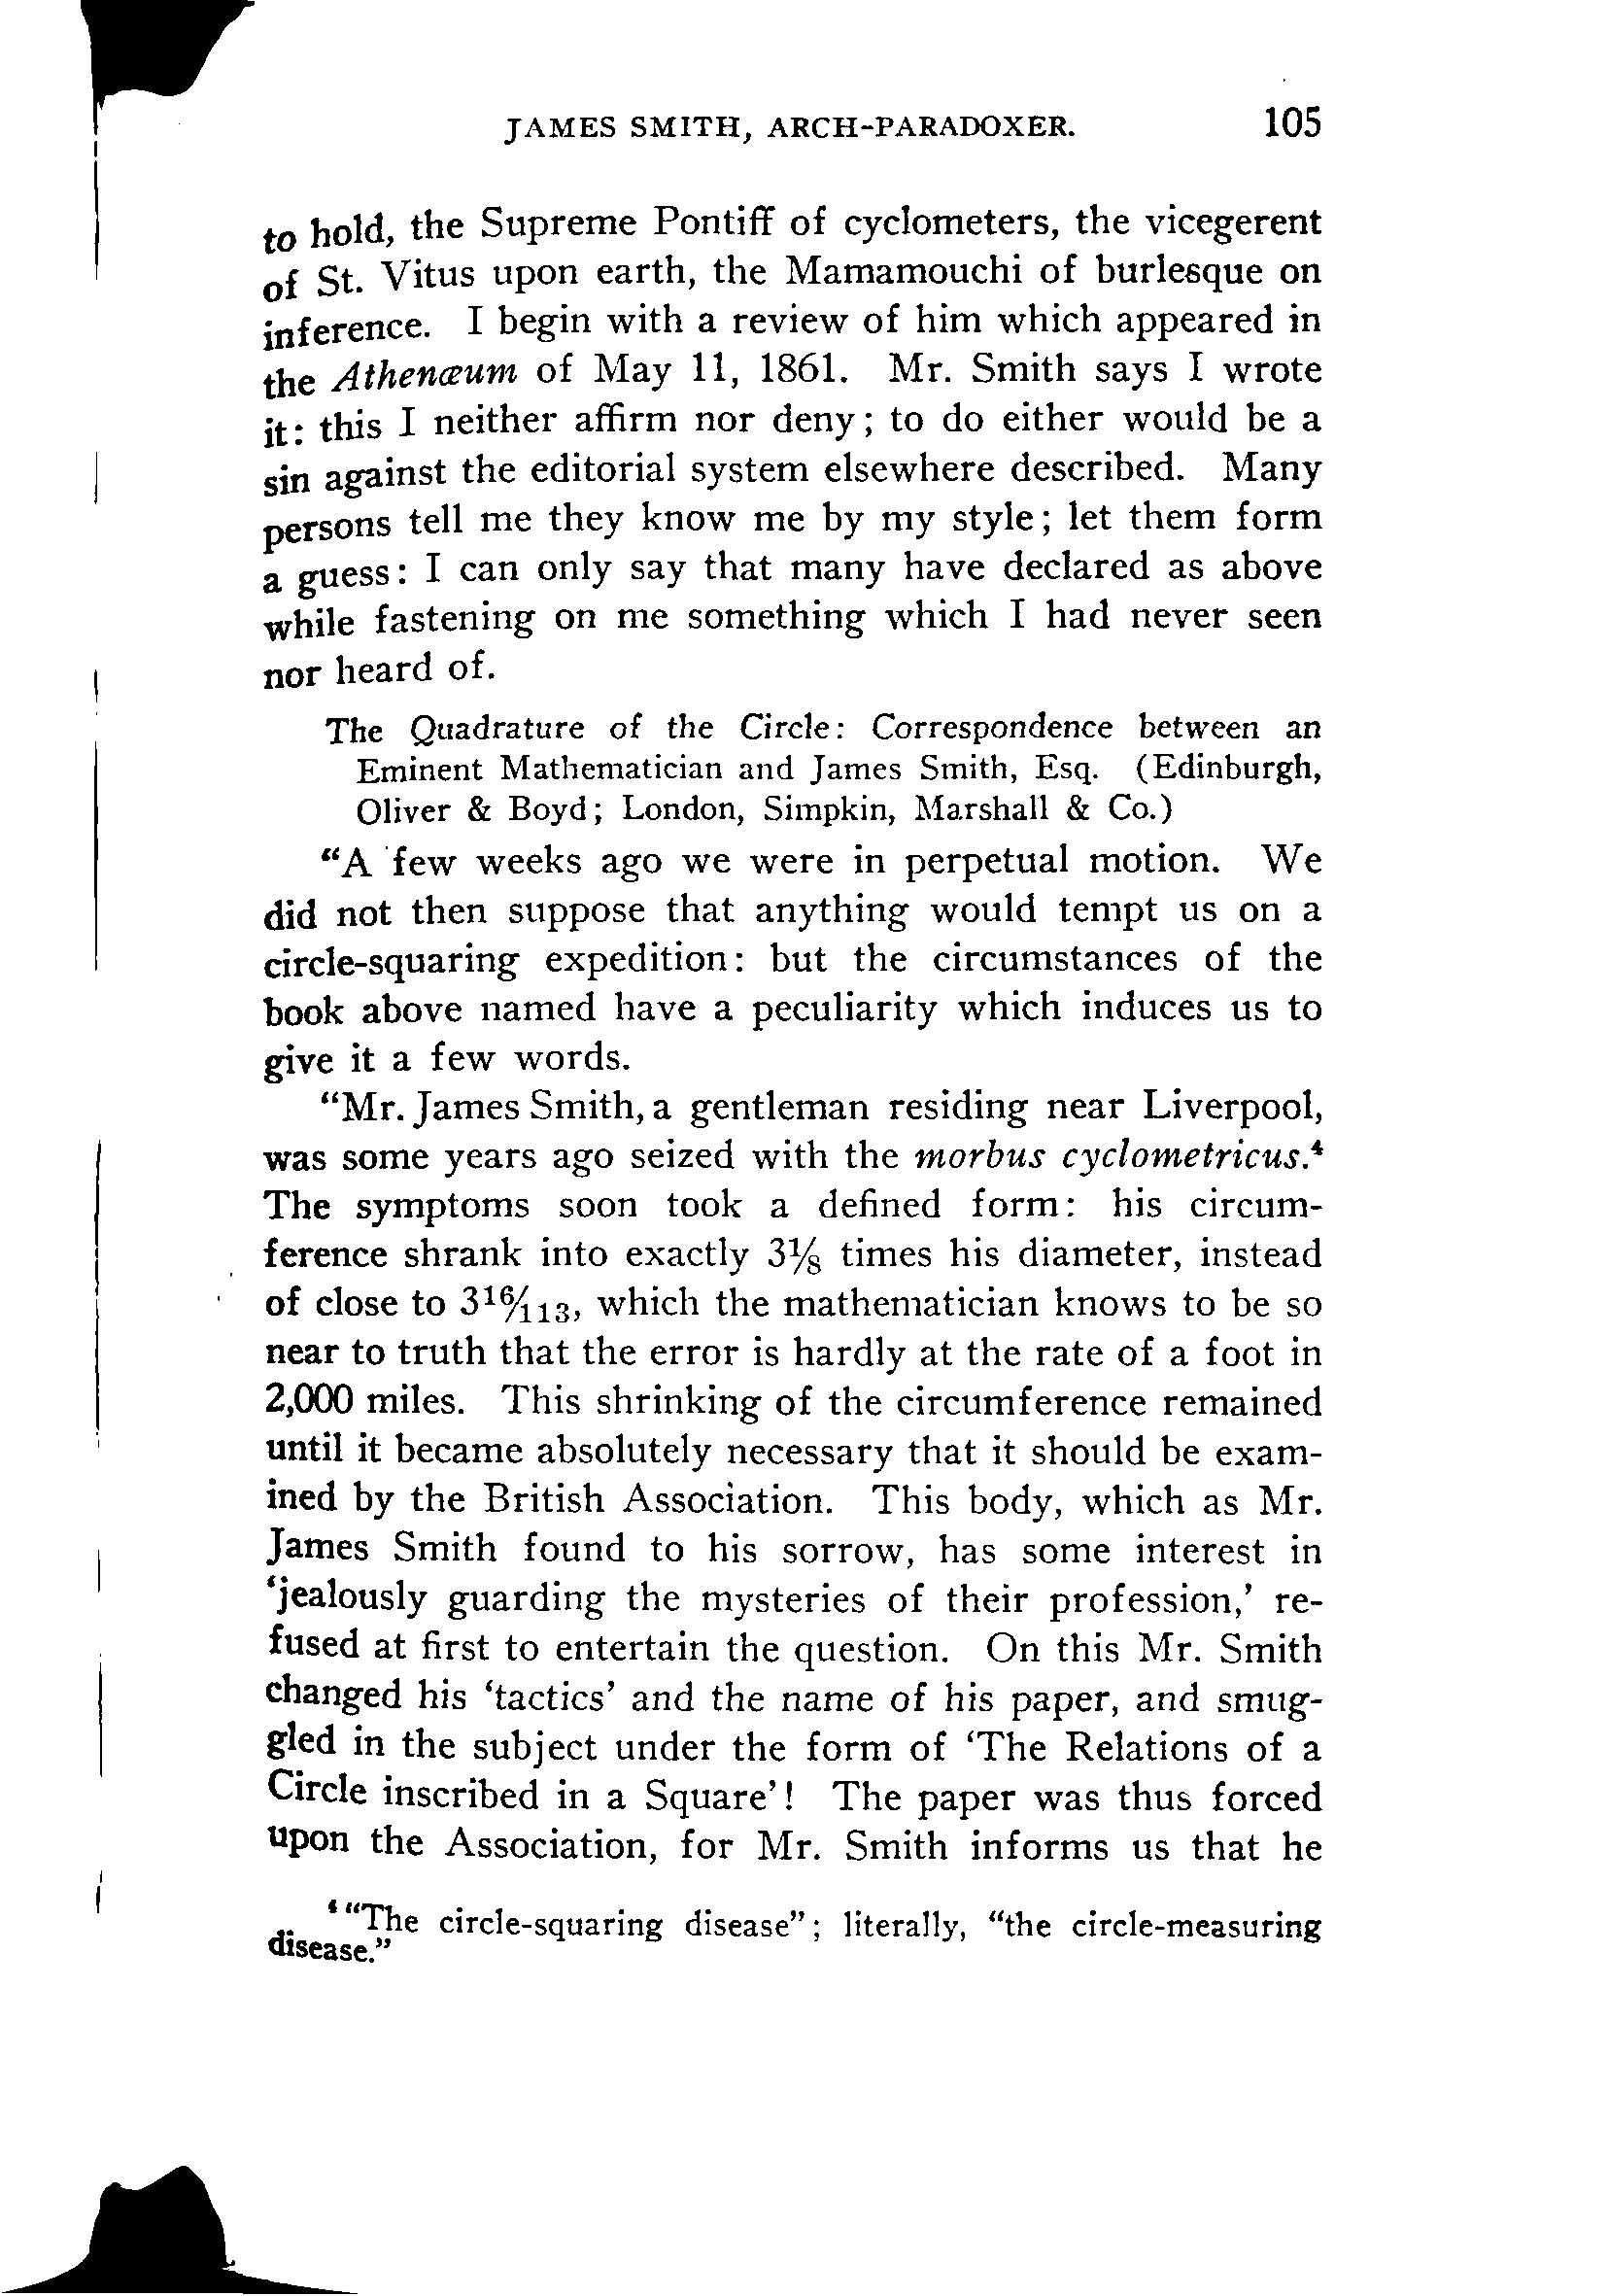 JAMES SMITH, ARCH-PARADOXER. 105
to hold, the Supreme Pontiff of cyclometers, the vicegerent
of St. Vitus upon earth, the Mamamouchi of burlesque on
inference. I begin with a review of him which appeared in
the Athenæum of May 11, 1861. Mr. Smith says I wrote
it: this I neither affirm nor deny; to do either would be a
sin against the editorial system elsewhere described. Many
persons tell me they know me by my style; let them form
a guess: I can only say that many have declared as above
while fastening on me something which I had never seen
nor heard of.
The Quadrature of the Circle: Correspondence between an
Eminent Mathematician and James Smith, Esq. (Edinburgh,
Oliver & Boyd; London, Simpkin, Marshall & Co.)
“A few weeks ago we were in perpetual motion. We
did not then suppose that anything would tempt us on a
circle-squaring expedition: but the circumstances of the
book above named have a peculiarity which induces us to
give it a few words.
“Mr. James Smith, a gentleman residing near Liverpool,
was some years ago seized with the morbus cyclometricus.⁴
The symptoms soon took a defined form: his circum-
ference shrank into exactly 3⅛ times his diameter, instead
of close to 3¹⁶⁄₁₁₃, which the mathematician knows to be so
near to truth that the error is hardly at the rate of a foot in
2,000 miles. This shrinking of the circumference remained
until it became absolutely necessary that it should be exam-
ined by the British Association. This body, which as Mr.
James Smith found to his sorrow, has some interest in
‘jealously guarding the mysteries of their profession,’ re-
fused at first to entertain the question. On this Mr. Smith
changed his ‘tactics’ and the name of his paper, and smug-
gled in the subject under the form of ‘The Relations of a
Circle inscribed in a Square’! The paper was thus forced
upon the Association, for Mr. Smith informs us that he
⁴ “The circle-squaring disease”; literally, “the circle-measuring
disease.”